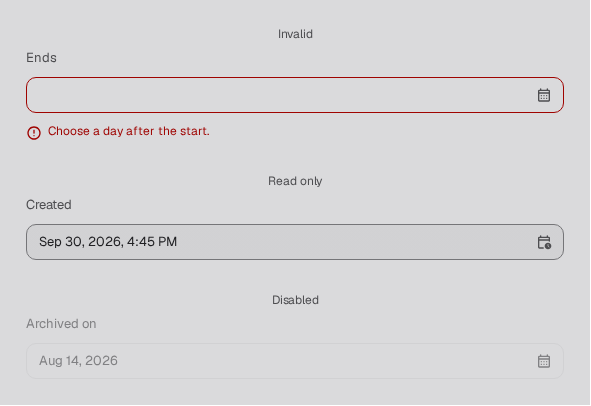 Invalid
Ends
Choose a day after the start.
Read only
Created
Sep 30, 2026, 4:45 PM
Disabled
Archived on
Aug 14, 2026